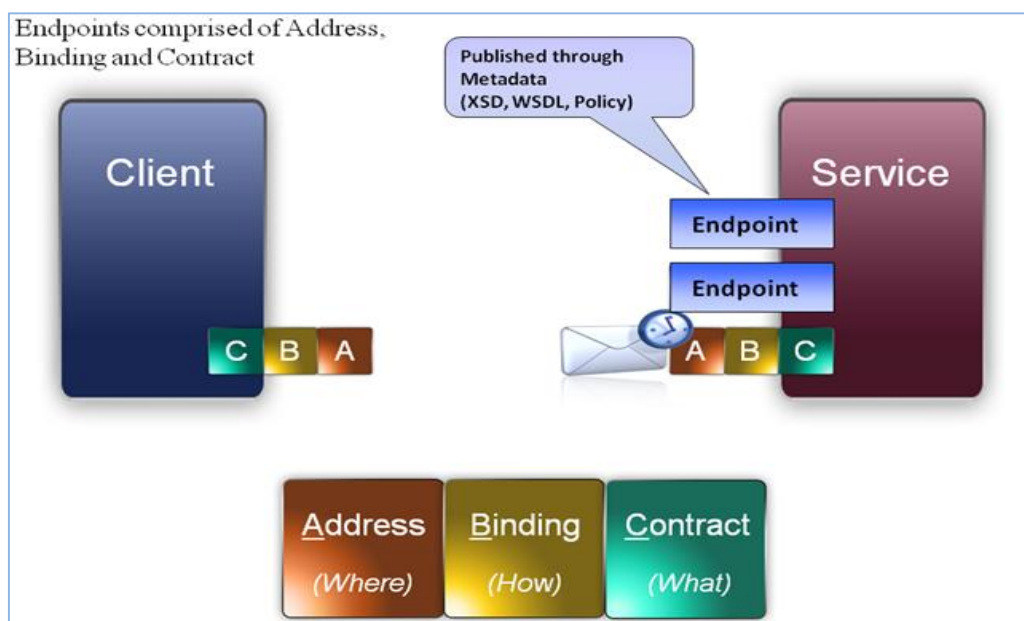 Endpoints comprised of Address,
Binding and Contract
Published through
Metadata
(XSD, WSDL, Policy)
Client
Service
Endpoint
Endpoint
C B A
A B C
Address
(Where)
Binding
(How)
Contract
(What)